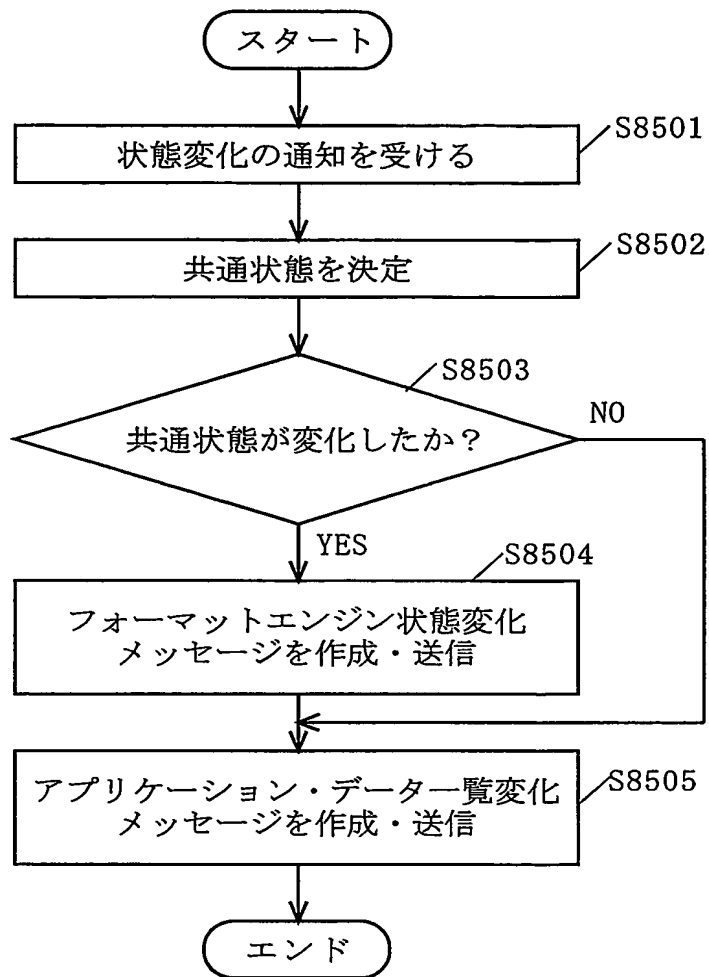 スタート
S8501
状態変化の通知を受ける
S8502
共通状態を決定
S8503
共通状態が変化したか？
NO
YES
S8504
フォーマットエンジン状態変化
メッセージを作成・送信
アプリケーション・データ一覧変化
メッセージを作成・送信
S8505
エンド